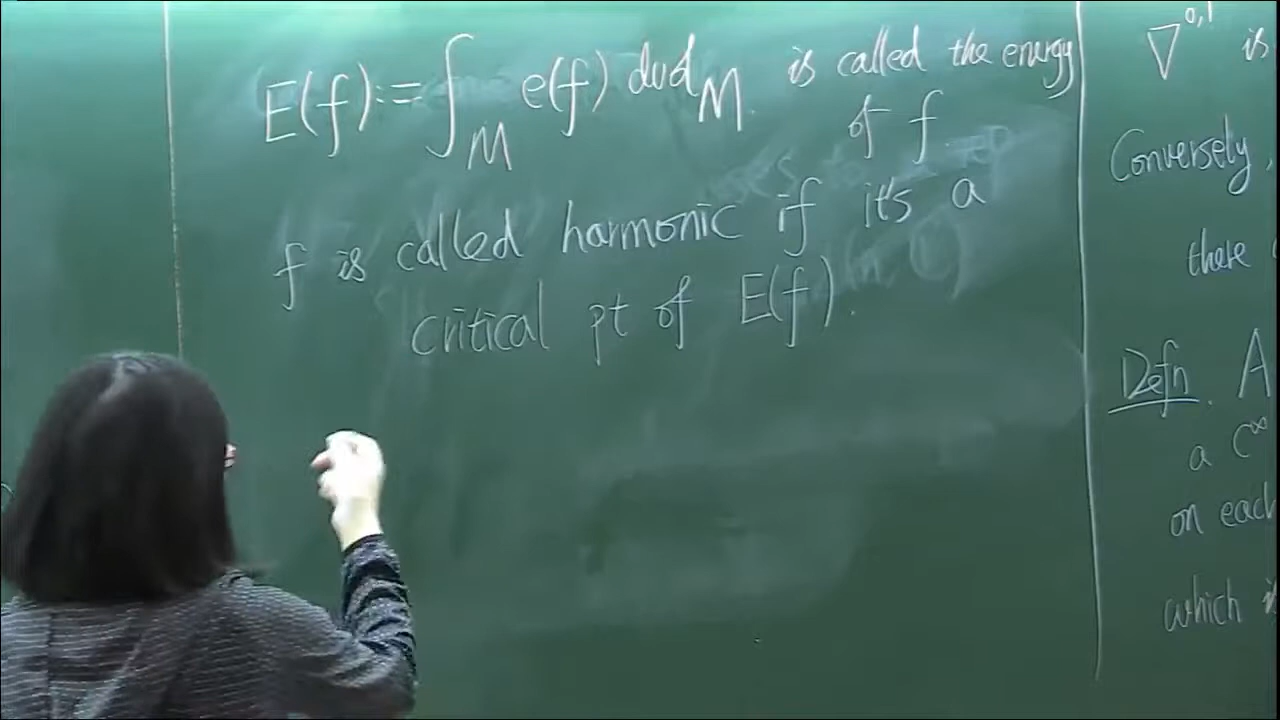 E(f) := ∫_M e(f) dvol_M is called the energy
of f.
f is called harmonic if it's a
critical pt of E(f).
∇^{0,1} is
Conversely,
there
Defn. A
a C^∞
on each
which